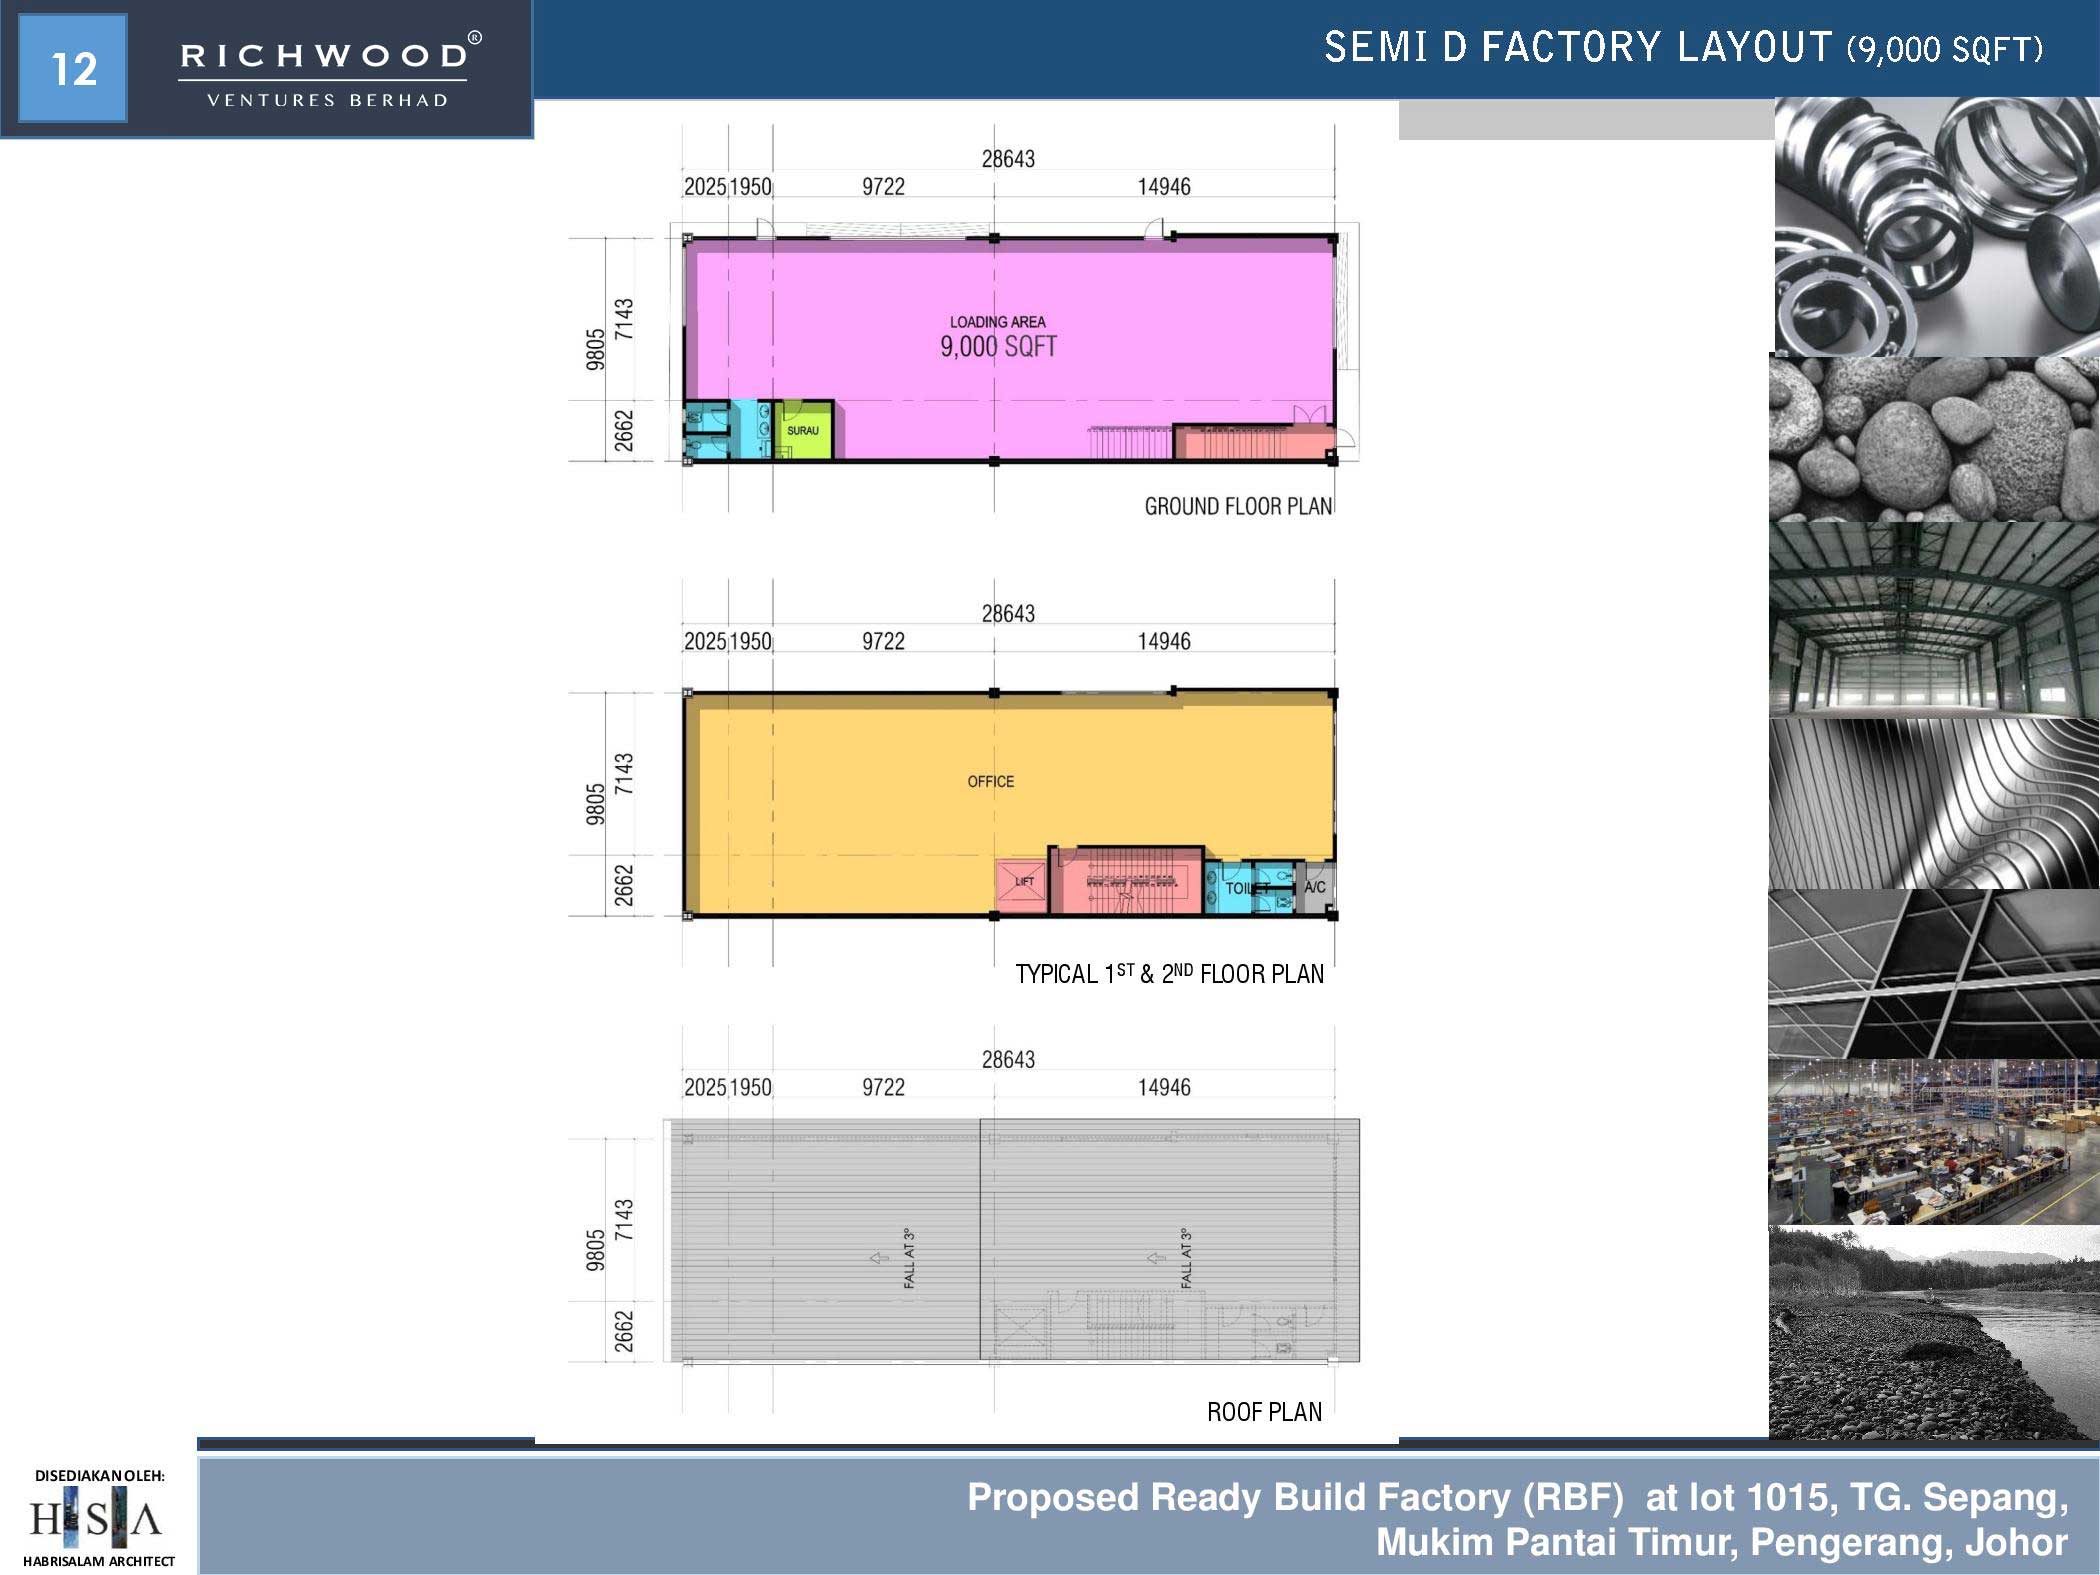 12
RICHWOOD®
VENTURES BERHAD
SEMI D FACTORY LAYOUT (9,000 SQFT)
28643
2025 1950 9722 14946
9805
7143
2662
LOADING AREA
9,000 SQFT
SURAU
GROUND FLOOR PLAN
28643
2025 1950 9722 14946
9805
7143
2662
OFFICE
LIFT
TOILET
A/C
TYPICAL 1ST & 2ND FLOOR PLAN
28643
2025 1950 9722 14946
9805
7143
2662
FALL AT 3°
FALL AT 3°
ROOF PLAN
DISEDIAKAN OLEH:
HSA
HABRISALAM ARCHITECT
Proposed Ready Build Factory (RBF) at lot 1015, TG. Sepang,
Mukim Pantai Timur, Pengerang, Johor